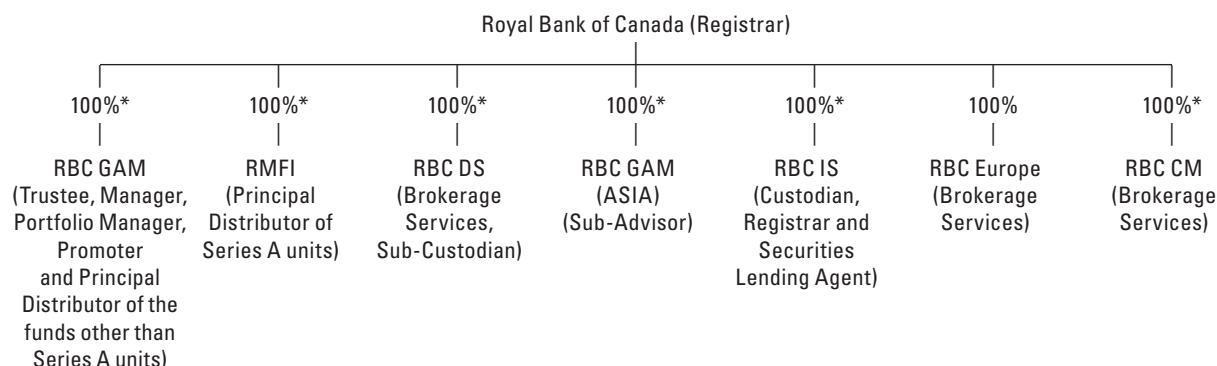 Royal Bank of Canada (Registrar)
100%*
100%*
100%*
100%*
100%*
100%
100%*
RBC GAM
(Trustee, Manager,
Portfolio Manager,
Promoter
and Principal
Distributor of the
funds other than
Series A units)
RMFI
(Principal
Distributor of
Series A units)
RBC DS
(Brokerage
Services,
Sub-Custodian)
RBC GAM
(ASIA)
(Sub-Advisor)
RBC IS
(Custodian,
Registrar and
Securities
Lending Agent)
RBC Europe
(Brokerage
Services)
RBC CM
(Brokerage
Services)